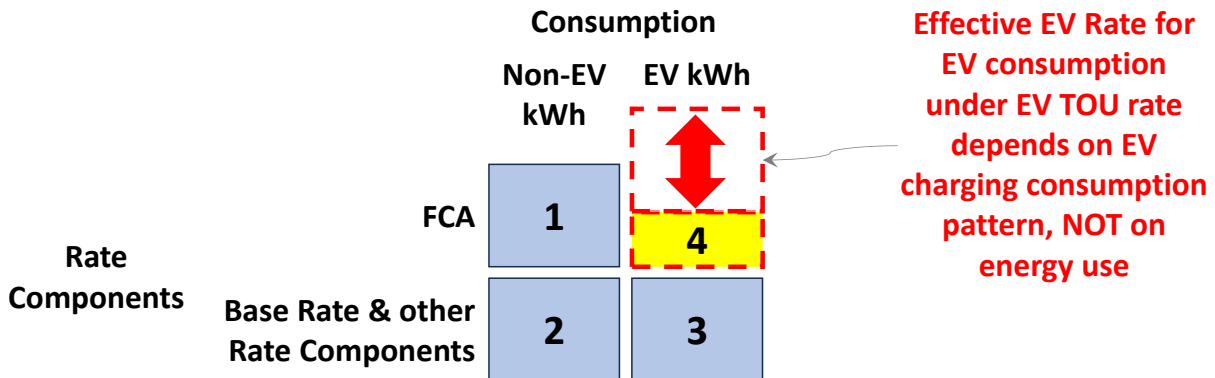 Consumption
Non-EV
kWh
EV kWh
Effective EV Rate for
EV consumption
under EV TOU rate
depends on EV
charging consumption
pattern, NOT on
energy use
Rate
Components
FCA
1
4
Base Rate & other
Rate Components
2
3